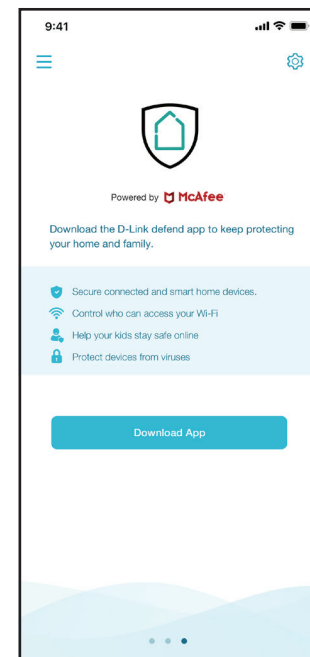 9:41
Powered by McAfee
Download the D-Link defend app to keep protecting
your home and family.
Secure connected and smart home devices.
Control who can access your Wi-Fi
Help your kids stay safe online
Protect devices from viruses
Download App